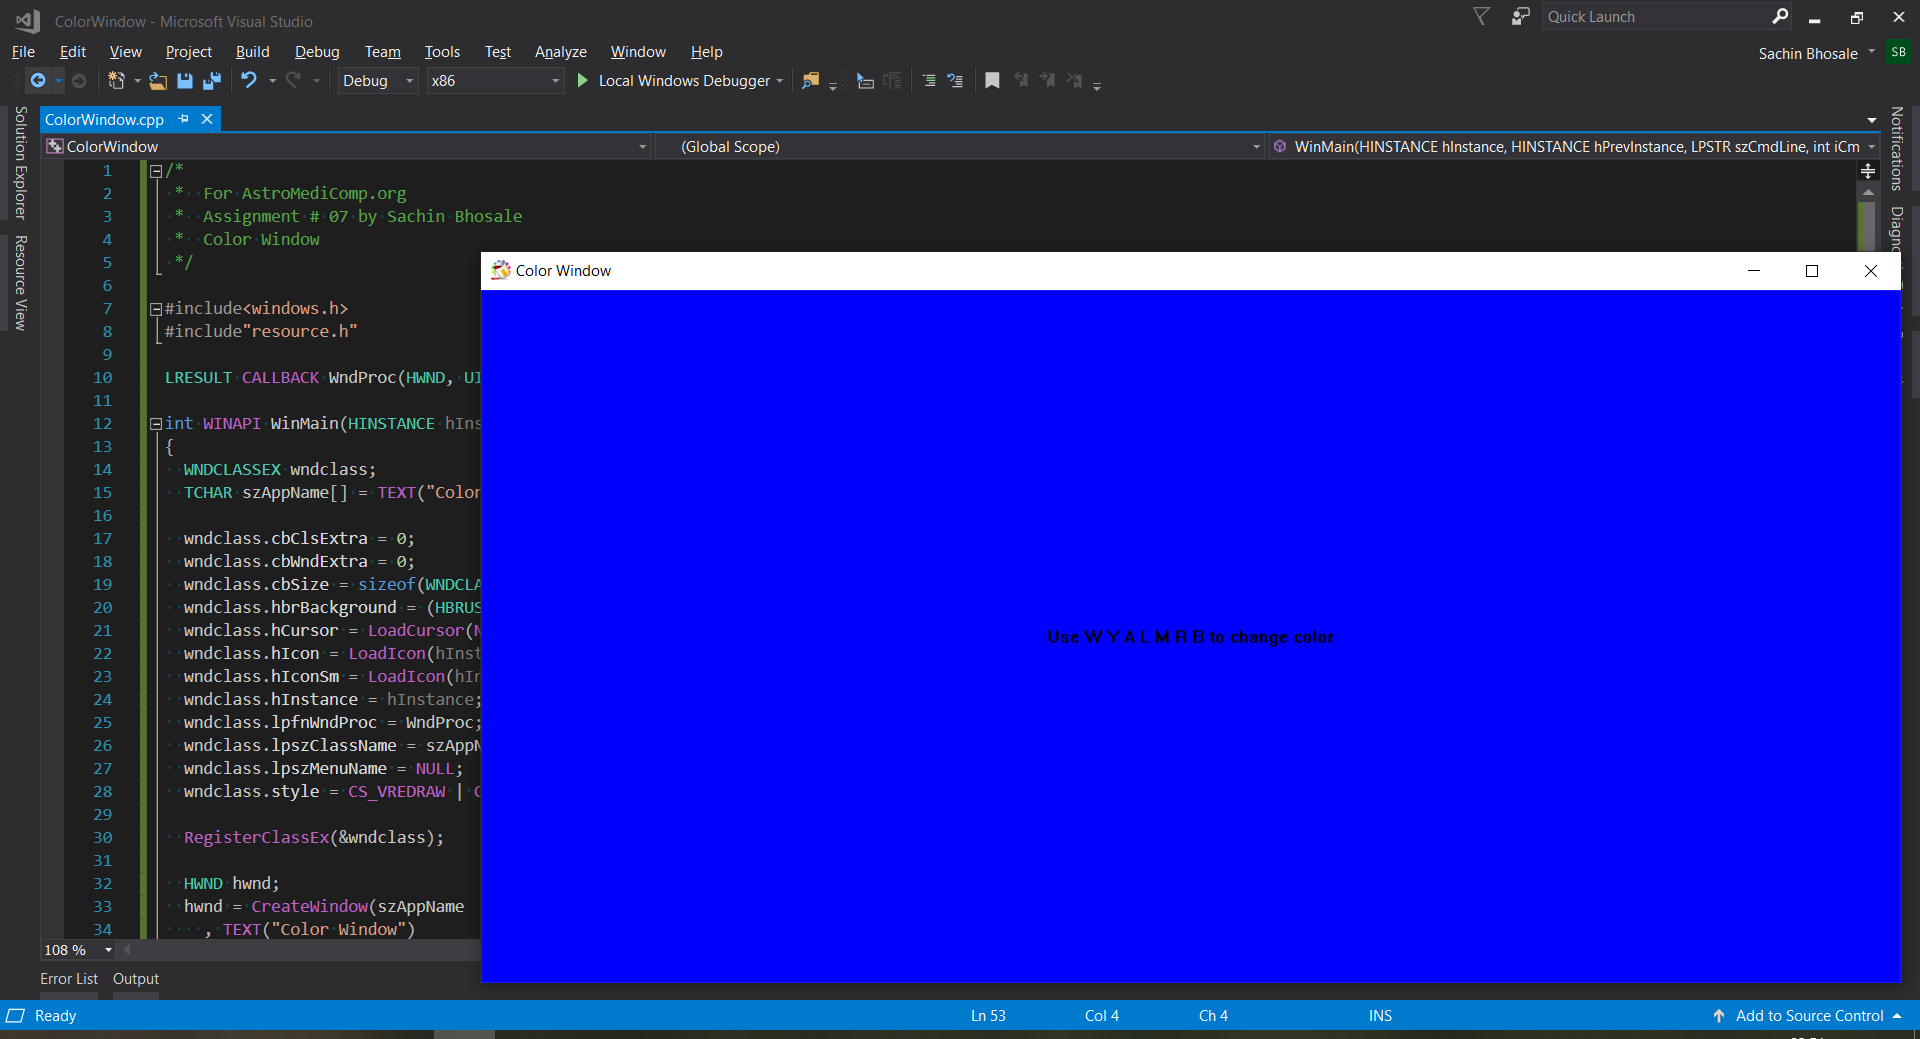 ColorWindow - Microsoft Visual Studio
Quick Launch
File Edit View Project Build Debug Team Tools Test Analyze Window Help
Sachin Bhosale SB
Debug x86 Local Windows Debugger
Solution Explorer
Resource View
ColorWindow.cpp
ColorWindow (Global Scope) WinMain(HINSTANCE hInstance, HINSTANCE hPrevInstance, LPSTR szCmdLine, int iCm
Notifications
1 /*
2 * For AstroMediComp.org
3 * Assignment # 07 by Sachin Bhosale
4 * Color Window
5 */
6
7 #include<windows.h>
8 #include"resource.h"
9
10 LRESULT CALLBACK WndProc(HWND, UI
11
12 int WINAPI WinMain(HINSTANCE hIns
13 {
14 WNDCLASSEX wndclass;
15 TCHAR szAppName[] = TEXT("Color
16
17 wndclass.cbClsExtra = 0;
18 wndclass.cbWndExtra = 0;
19 wndclass.cbSize = sizeof(WNDCLA
20 wndclass.hbrBackground = (HBRUS
21 wndclass.hCursor = LoadCursor(N
22 wndclass.hIcon = LoadIcon(hInst
23 wndclass.hIconSm = LoadIcon(hIn
24 wndclass.hInstance = hInstance;
25 wndclass.lpfnWndProc = WndProc;
26 wndclass.lpszClassName = szAppN
27 wndclass.lpszMenuName = NULL;
28 wndclass.style = CS_VREDRAW | C
29
30 RegisterClassEx(&wndclass);
31
32 HWND hwnd;
33 hwnd = CreateWindow(szAppName
34 , TEXT("Color Window")
Color Window
Use W Y A L M R B to change color
108 %
Error List Output
Ready Ln 53 Col 4 Ch 4 INS Add to Source Control